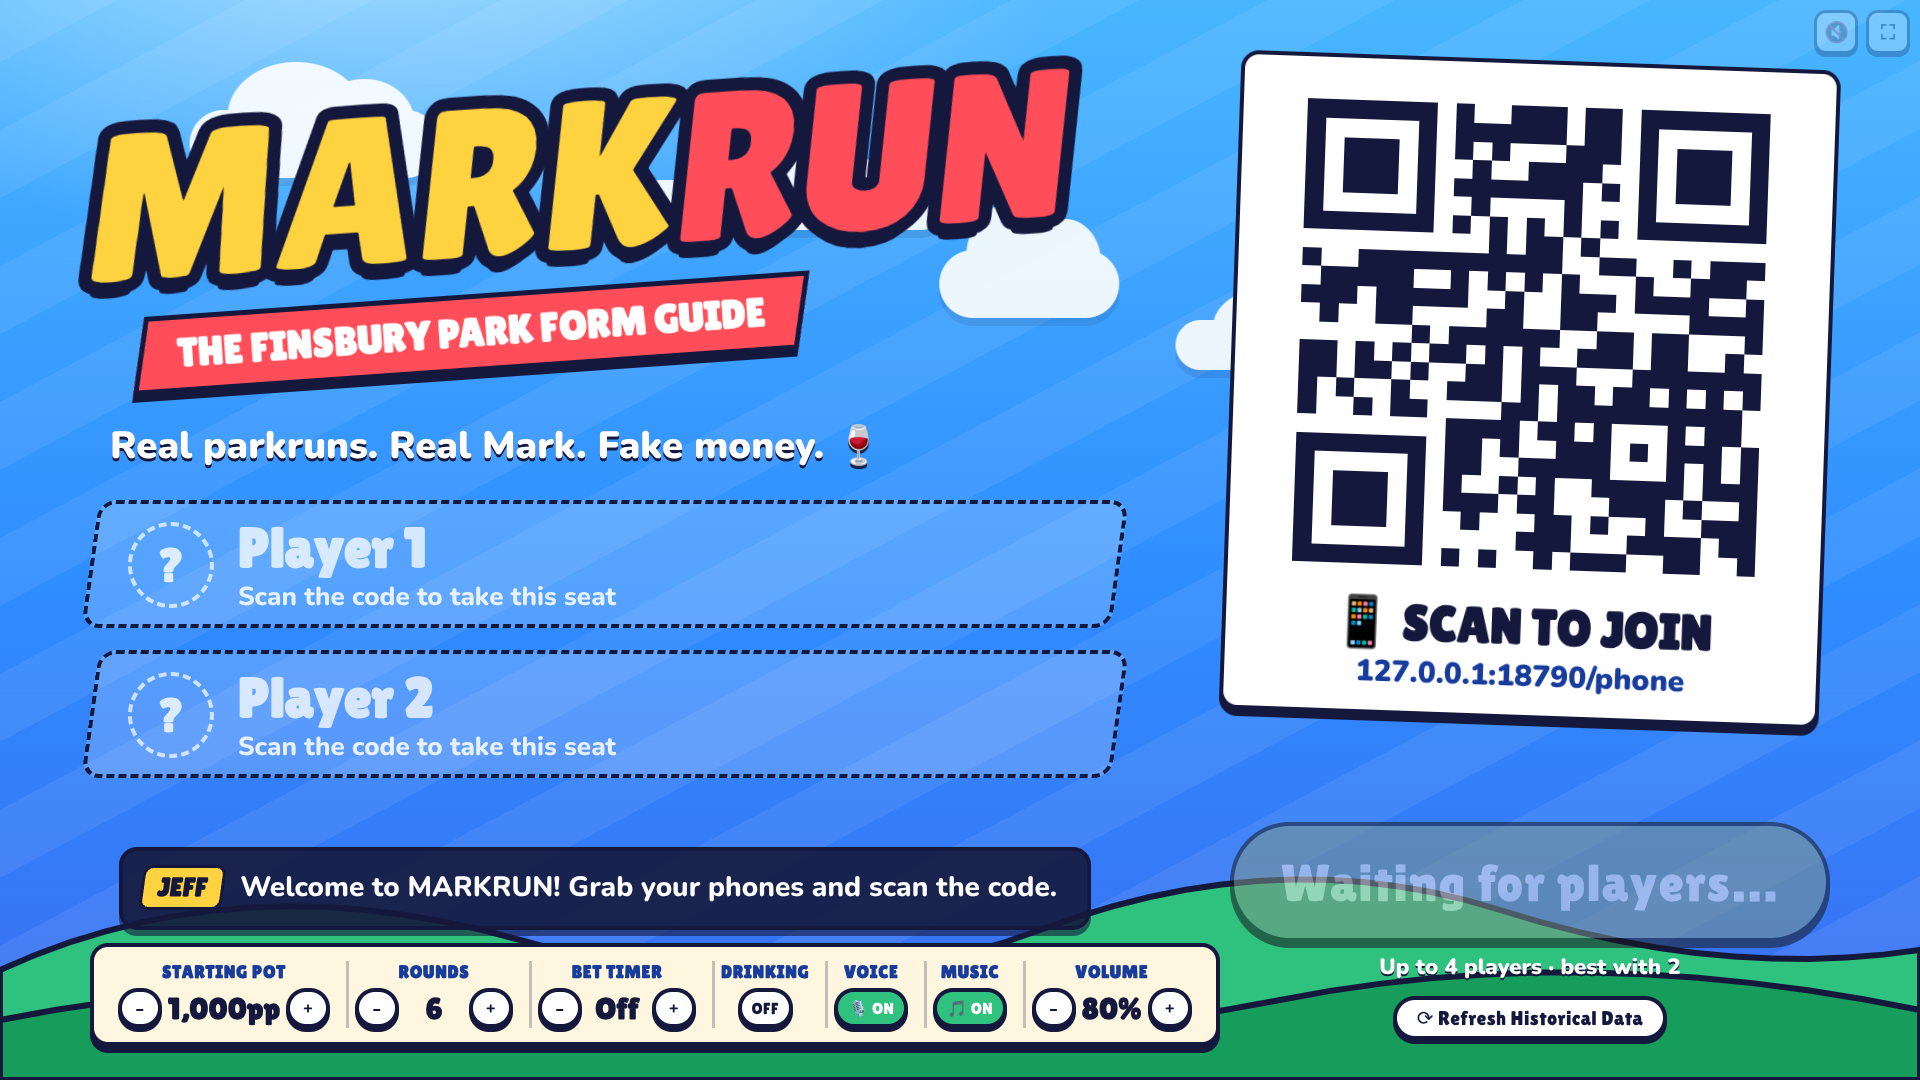 MARKRUN
THE FINSBURY PARK FORM GUIDE
Real parkruns. Real Mark. Fake money.
? Player 1
Scan the code to take this seat
? Player 2
Scan the code to take this seat
SCAN TO JOIN
127.0.0.1:18790/phone
JEFF Welcome to MARKRUN! Grab your phones and scan the code.
Waiting for players...
Up to 4 players · best with 2
Refresh Historical Data
STARTING POT
– 1,000pp +
ROUNDS
– 6 +
BET TIMER
– Off +
DRINKING
OFF
VOICE
ON
MUSIC
ON
VOLUME
– 80% +